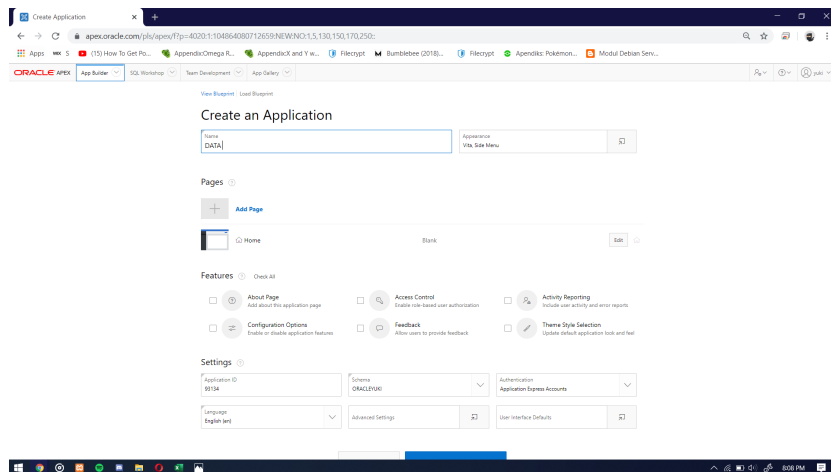 Create Application
apex.oracle.com/pls/apex/f?p=4020:1:104864080712659:NEW:NO:1,5,130,150,170,250::
Apps
S
(15) How To Get Po...
Appendix:Omega R...
Appendix:X and Y w...
Filecrypt
Bumblebee (2018)...
Filecrypt
Apendiks: Pokémon...
Modul Debian Serv...
ORACLE APEX
App Builder
SQL Workshop
Team Development
App Gallery
yuki
View Blueprint
Load Blueprint
Create an Application
Name
DATA
Appearance
Vita, Side Menu
Pages
Add Page
Home
Blank
Edit
Features
Check All
About Page
Add about this application page
Access Control
Enable role-based user authorization
Activity Reporting
Include user activity and error reports
Configuration Options
Enable or disable application features
Feedback
Allow users to provide feedback
Theme Style Selection
Update default application look and feel
Settings
Application ID
93134
Schema
ORACLEYUKI
Authentication
Application Express Accounts
Language
English (en)
Advanced Settings
User Interface Defaults
8:08 PM